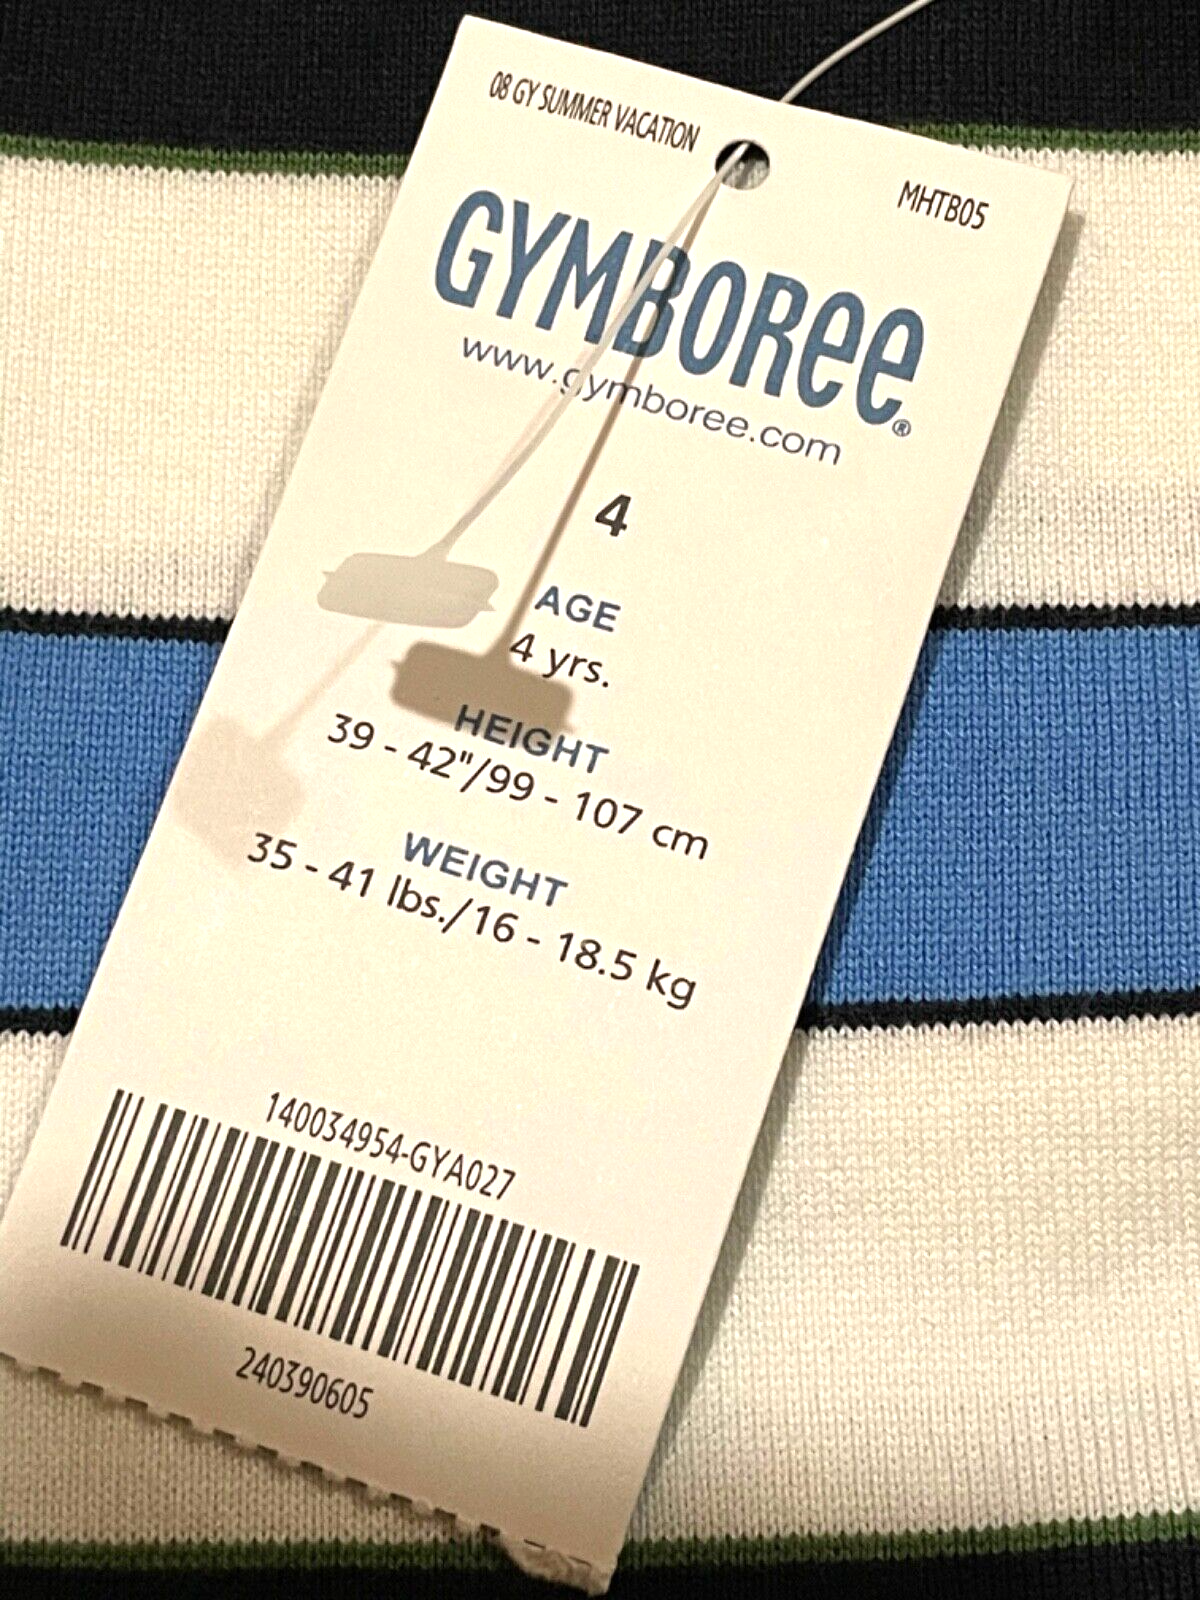 08 GY SUMMER VACATION
MHTB05
GYMBOREE®
www.gymboree.com
4
AGE
4 yrs.
HEIGHT
39 - 42"/99 - 107 cm
WEIGHT
35 - 41 lbs./16 - 18.5 kg
140034954-GYA027
240390605